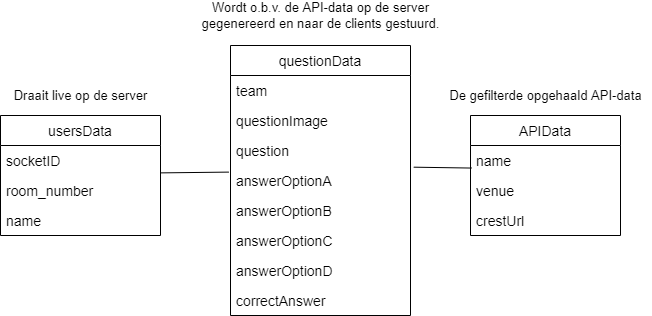 Wordt o.b.v. de API-data op de server
gegenereerd en naar de clients gestuurd.
questionData
team
questionImage
question
answerOptionA
answerOptionB
answerOptionC
answerOptionD
correctAnswer
Draait live op de server
usersData
socketID
room_number
name
De gefilterde opgehaald API-data
APIData
name
venue
crestUrl